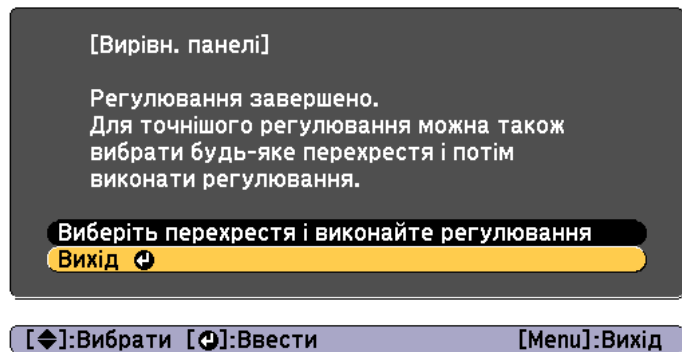 [Вирівн. панелі]
Регулювання завершено.
Для точнішого регулювання можна також
вибрати будь-яке перехрестя і потім
виконати регулювання.
Виберіть перехрестя і виконайте регулювання
Вихід
[◆]:Вибрати [⏎]:Ввести [Menu]:Вихід